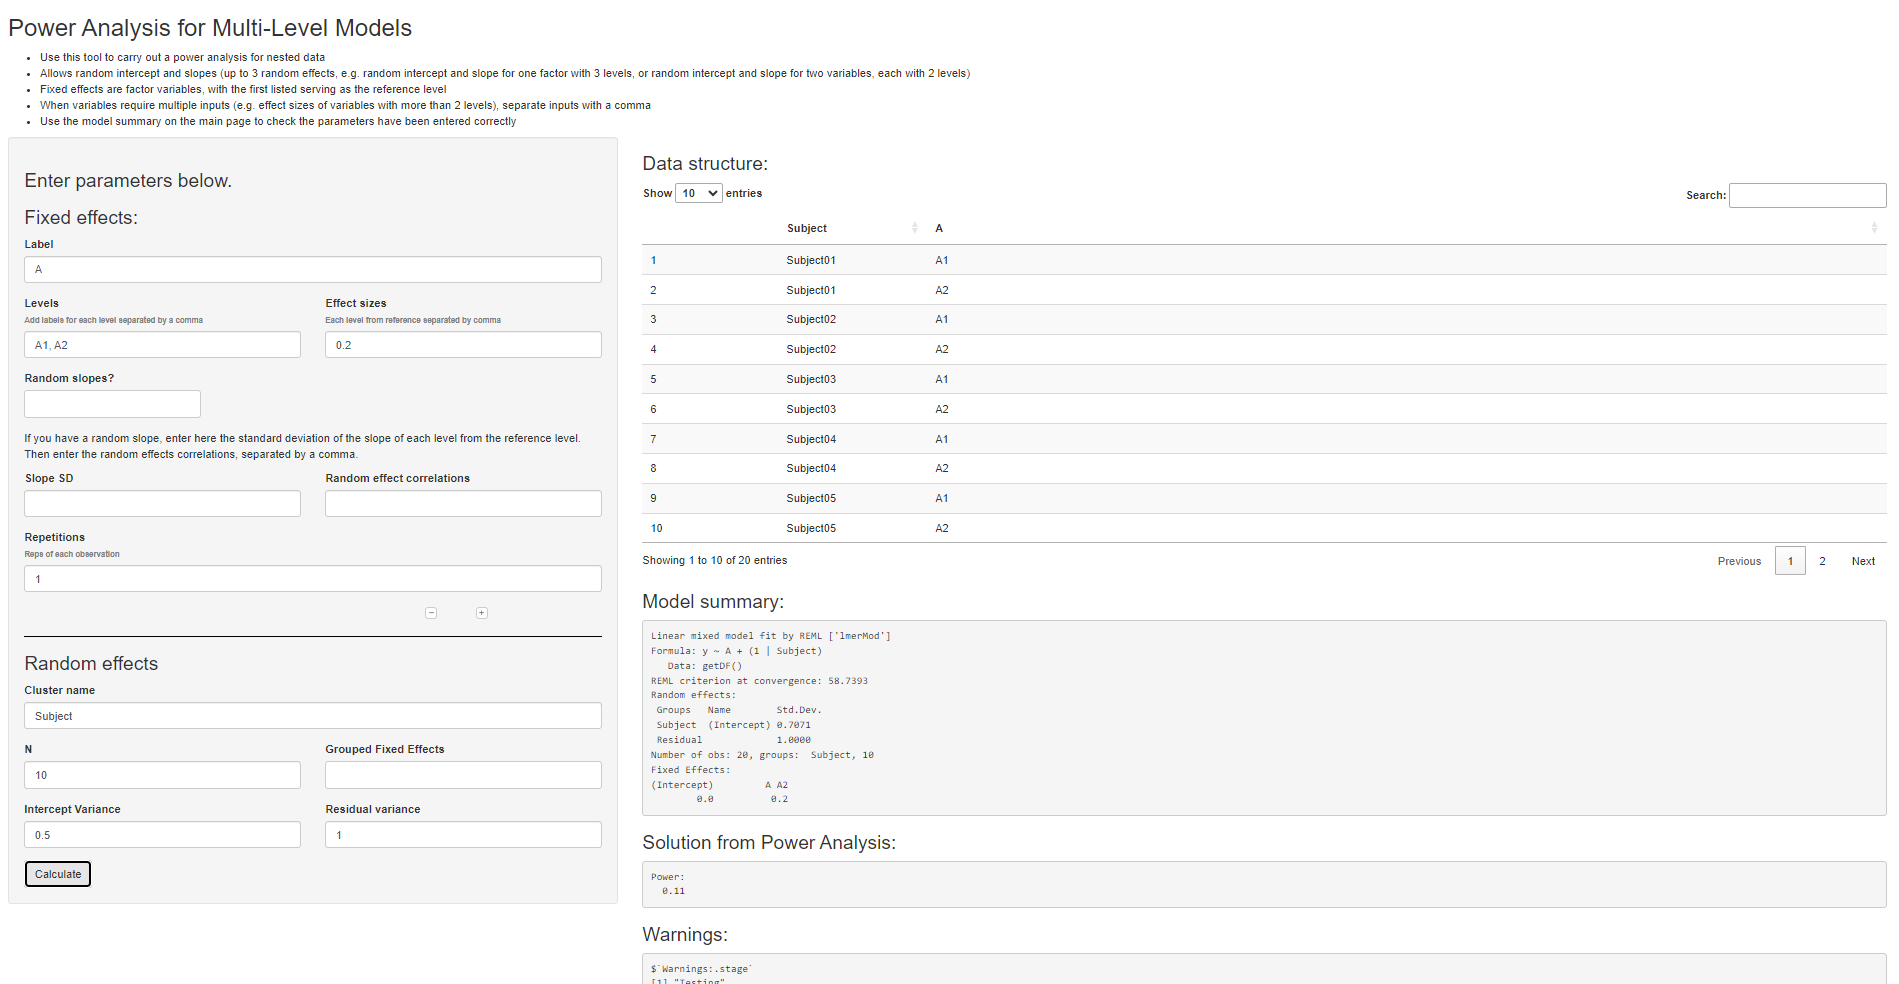 Power Analysis for Multi-Level Models
Use this tool to carry out a power analysis for nested data
Allows random intercept and slopes (up to 3 random effects, e.g. random intercept and slope for one factor with 3 levels, or random intercept and slope for two variables, each with 2 levels)
Fixed effects are factor variables, with the first listed serving as the reference level
When variables require multiple inputs (e.g. effect sizes of variables with more than 2 levels), separate inputs with a comma
Use the model summary on the main page to check the parameters have been entered correctly
Enter parameters below.
Fixed effects:
Label
A
Levels Effect sizes
Add labels for each level separated by a comma Each level from reference separated by comma
A1, A2 0.2
Random slopes?
If you have a random slope, enter here the standard deviation of the slope of each level from the reference level.
Then enter the random effects correlations, separated by a comma.
Slope SD Random effect correlations
Repetitions
Reps of each observation
1
− +
Random effects
Cluster name
Subject
N Grouped Fixed Effects
10
Intercept Variance Residual variance
0.5 1
Calculate
Data structure:
Show 10 entries Search:
Subject A
1 Subject01 A1
2 Subject01 A2
3 Subject02 A1
4 Subject02 A2
5 Subject03 A1
6 Subject03 A2
7 Subject04 A1
8 Subject04 A2
9 Subject05 A1
10 Subject05 A2
Showing 1 to 10 of 20 entries Previous 1 2 Next
Model summary:
Linear mixed model fit by REML ['lmerMod']
Formula: y ~ A + (1 | Subject)
Data: getDF()
REML criterion at convergence: 58.7393
Random effects:
Groups Name Std.Dev.
Subject (Intercept) 0.7071
Residual 1.0000
Number of obs: 20, groups: Subject, 10
Fixed Effects:
(Intercept) A A2
0.0 0.2
Solution from Power Analysis:
Power:
0.11
Warnings:
$`Warnings:.stage`
[1] "Testing"